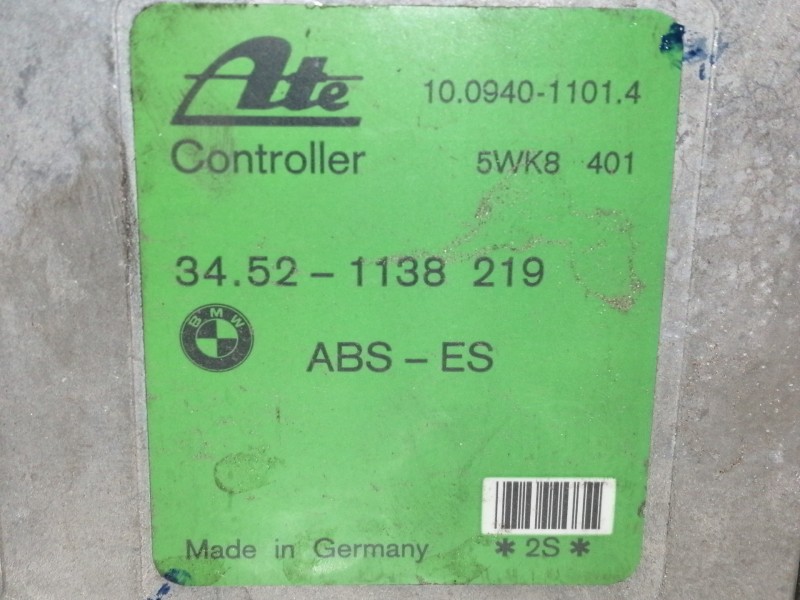 Ate 10.0940-1101.4
Controller 5WK8 401
34.52-1138 219
BMW
ABS-ES
Made in Germany *2S*